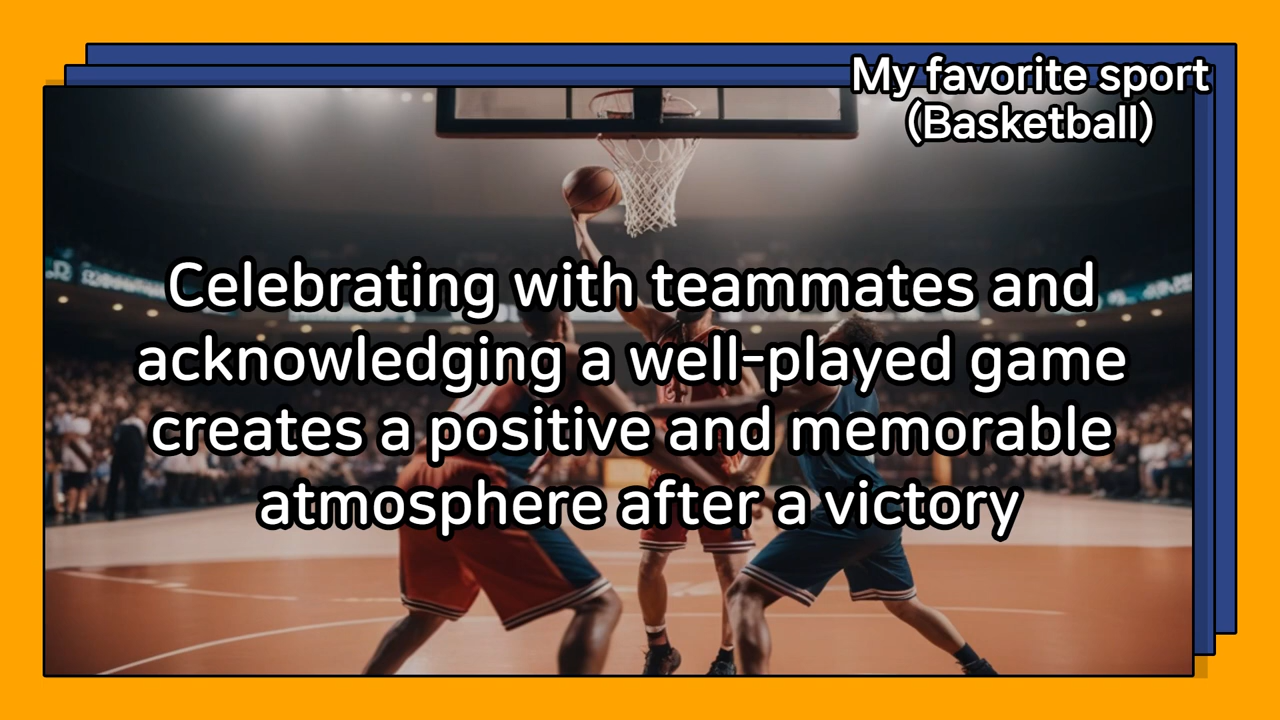 My favorite sport
(Basketball)
Celebrating with teammates and
acknowledging a well-played game
creates a positive and memorable
atmosphere after a victory